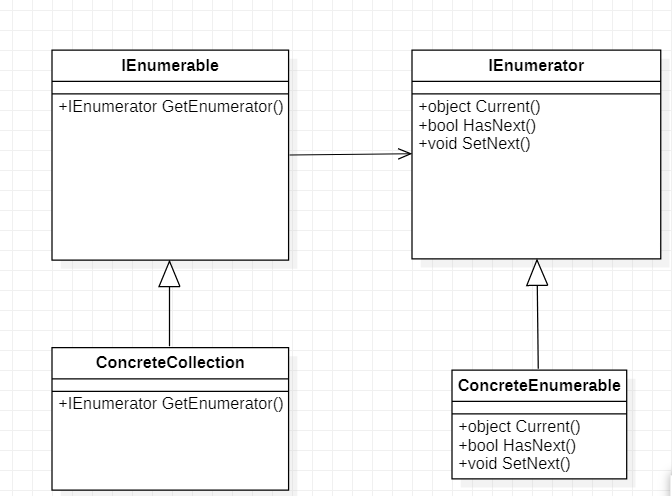 IEnumerable
+IEnumerator GetEnumerator()
IEnumerator
+object Current()
+bool HasNext()
+void SetNext()
ConcreteCollection
+IEnumerator GetEnumerator()
ConcreteEnumerable
+object Current()
+bool HasNext()
+void SetNext()